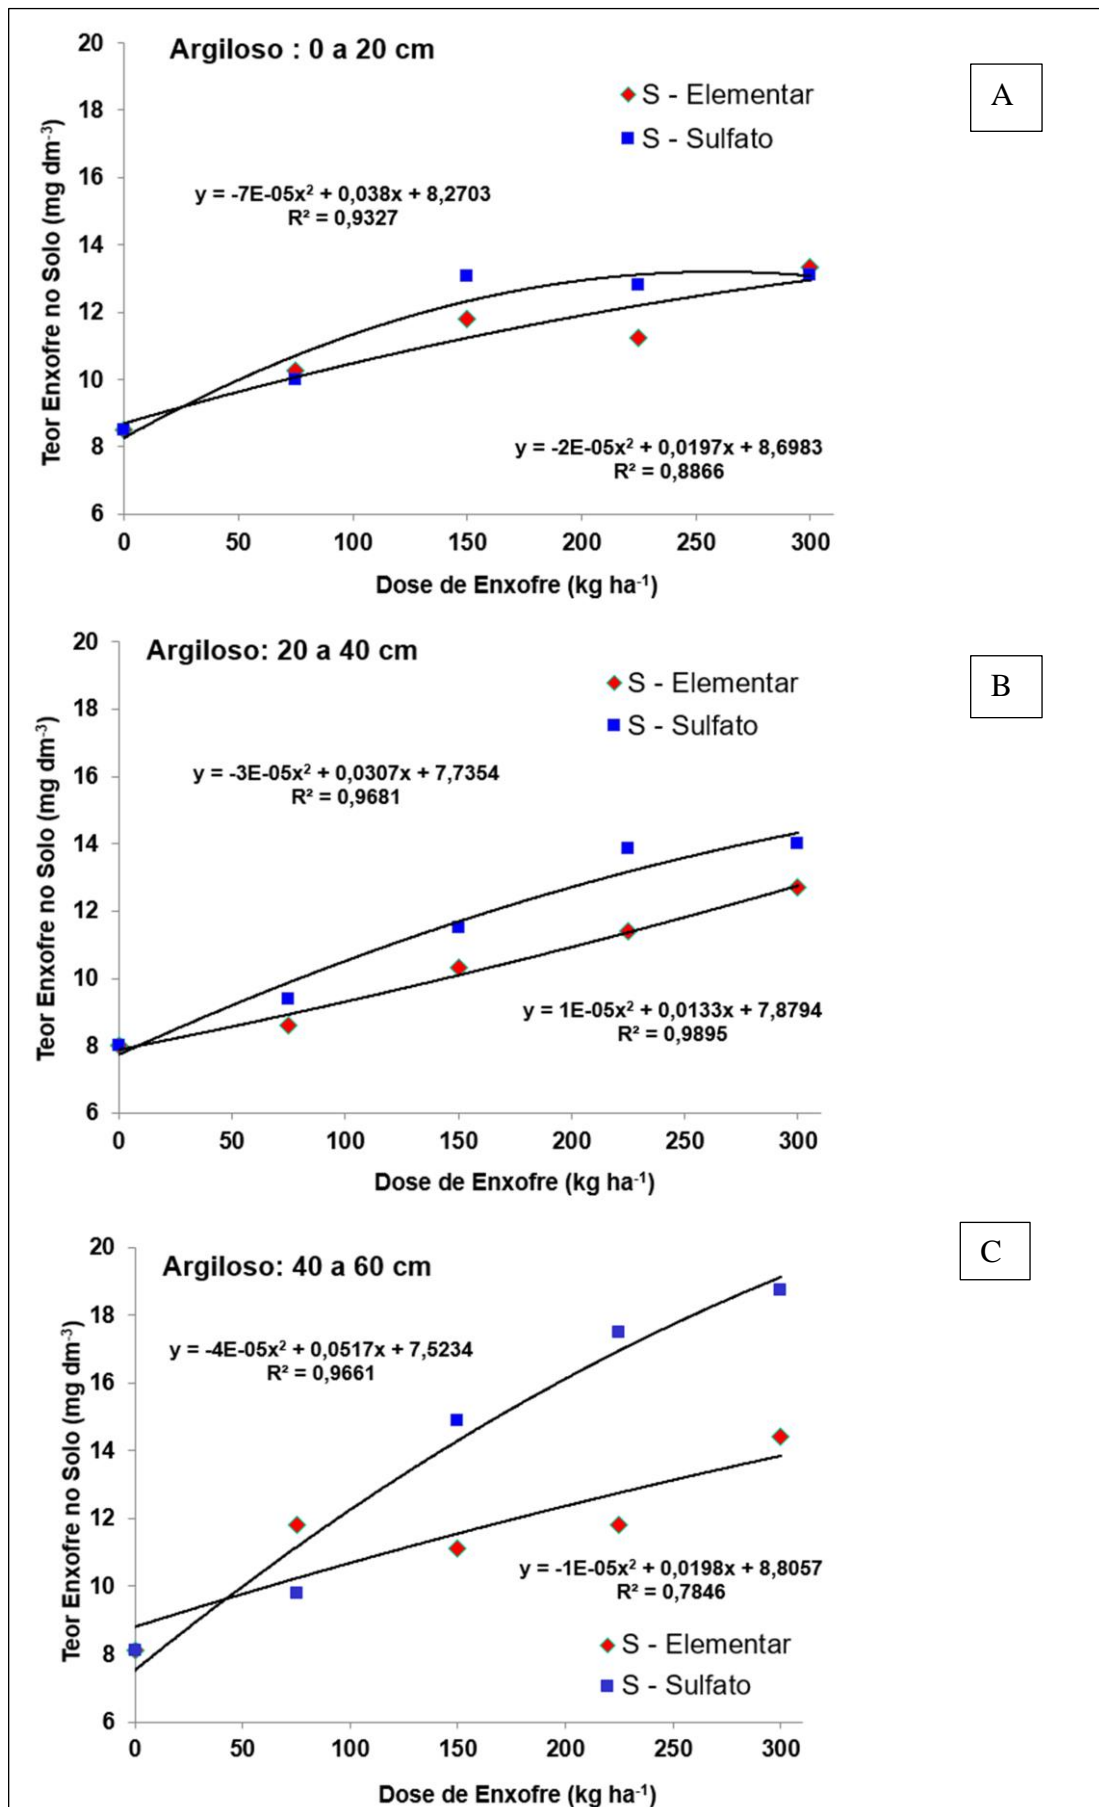 Argiloso : 0 a 20 cm
A
S - Elementar
S - Sulfato
y = -7E-05x² + 0,038x + 8,2703
R² = 0,9327
y = -2E-05x² + 0,0197x + 8,6983
R² = 0,8866
Teor Enxofre no Solo (mg dm⁻³)
20
18
16
14
12
10
8
6
0 50 100 150 200 250 300
Dose de Enxofre (kg ha⁻¹)
Argiloso: 20 a 40 cm
B
S - Elementar
S - Sulfato
y = -3E-05x² + 0,0307x + 7,7354
R² = 0,9681
y = 1E-05x² + 0,0133x + 7,8794
R² = 0,9895
Teor Enxofre no Solo (mg dm⁻³)
20
18
16
14
12
10
8
6
0 50 100 150 200 250 300
Dose de Enxofre (kg ha⁻¹)
Argiloso: 40 a 60 cm
C
y = -4E-05x² + 0,0517x + 7,5234
R² = 0,9661
y = -1E-05x² + 0,0198x + 8,8057
R² = 0,7846
S - Elementar
S - Sulfato
Teor Enxofre no Solo (mg dm⁻³)
20
18
16
14
12
10
8
6
0 50 100 150 200 250 300
Dose de Enxofre (kg ha⁻¹)